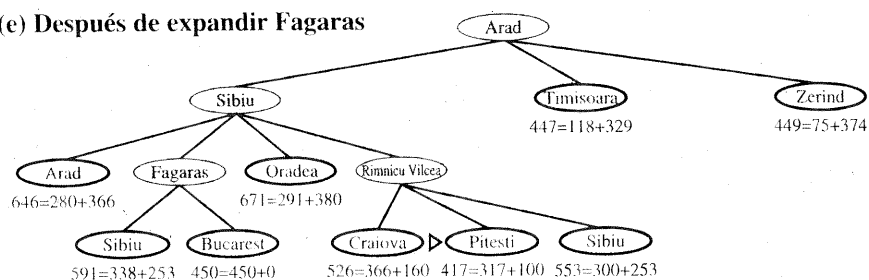 (e) Después de expandir Fagaras
Arad
Sibiu
Timisoara
Zerind
447=118+329
449=75+374
Arad
Fagaras
Oradea
Rimnicu Vilcea
646=280+366
671=291+380
Sibiu
Bucarest
Craiova
Pitesti
Sibiu
591=338+253
450=450+0
526=366+160
417=317+100
553=300+253